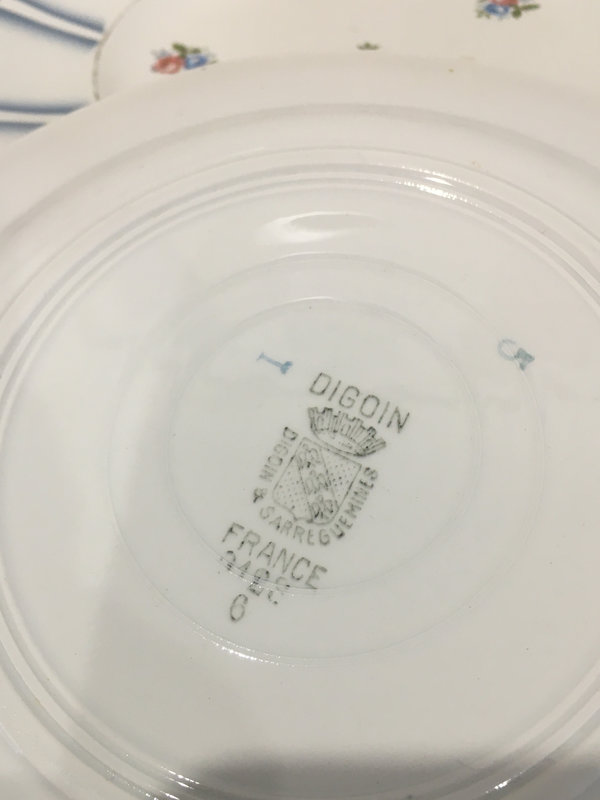 I
DIGOIN
DIGOIN & SARREGUEMINES
FRANCE
6